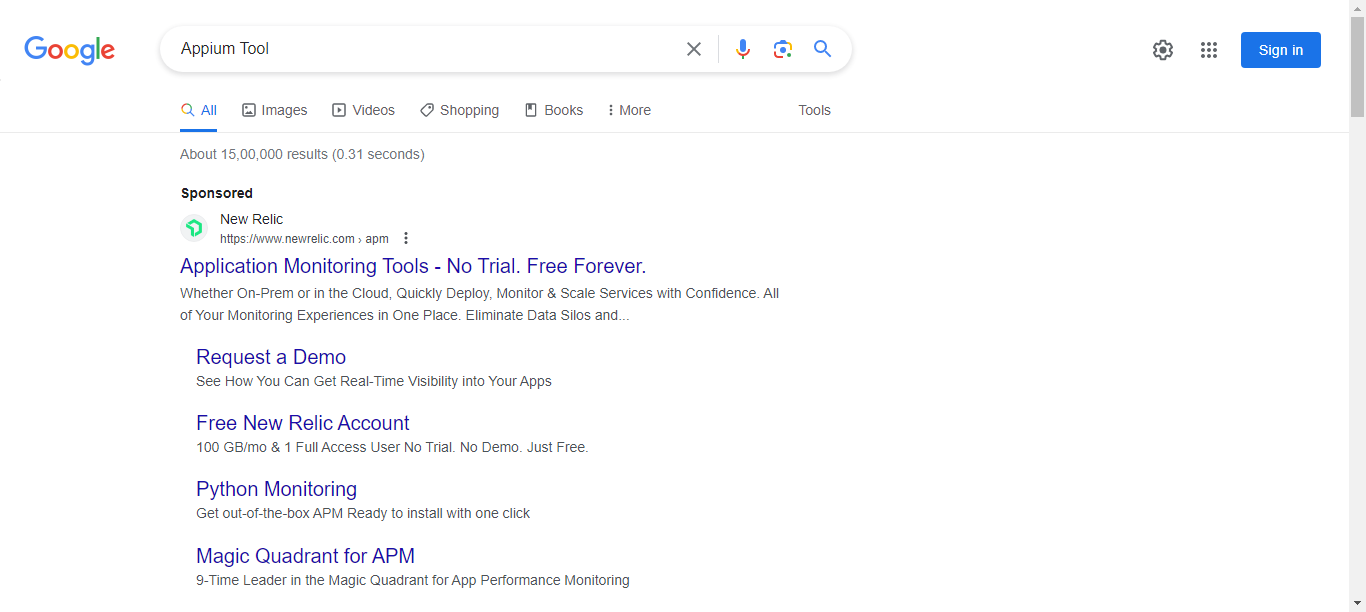 Google
Appium Tool
Sign in
All Images Videos Shopping Books More Tools
About 15,00,000 results (0.31 seconds)
Sponsored
New Relic
https://www.newrelic.com › apm
Application Monitoring Tools - No Trial. Free Forever.
Whether On-Prem or in the Cloud, Quickly Deploy, Monitor & Scale Services with Confidence. All
of Your Monitoring Experiences in One Place. Eliminate Data Silos and...
Request a Demo
See How You Can Get Real-Time Visibility into Your Apps
Free New Relic Account
100 GB/mo & 1 Full Access User No Trial. No Demo. Just Free.
Python Monitoring
Get out-of-the-box APM Ready to install with one click
Magic Quadrant for APM
9-Time Leader in the Magic Quadrant for App Performance Monitoring